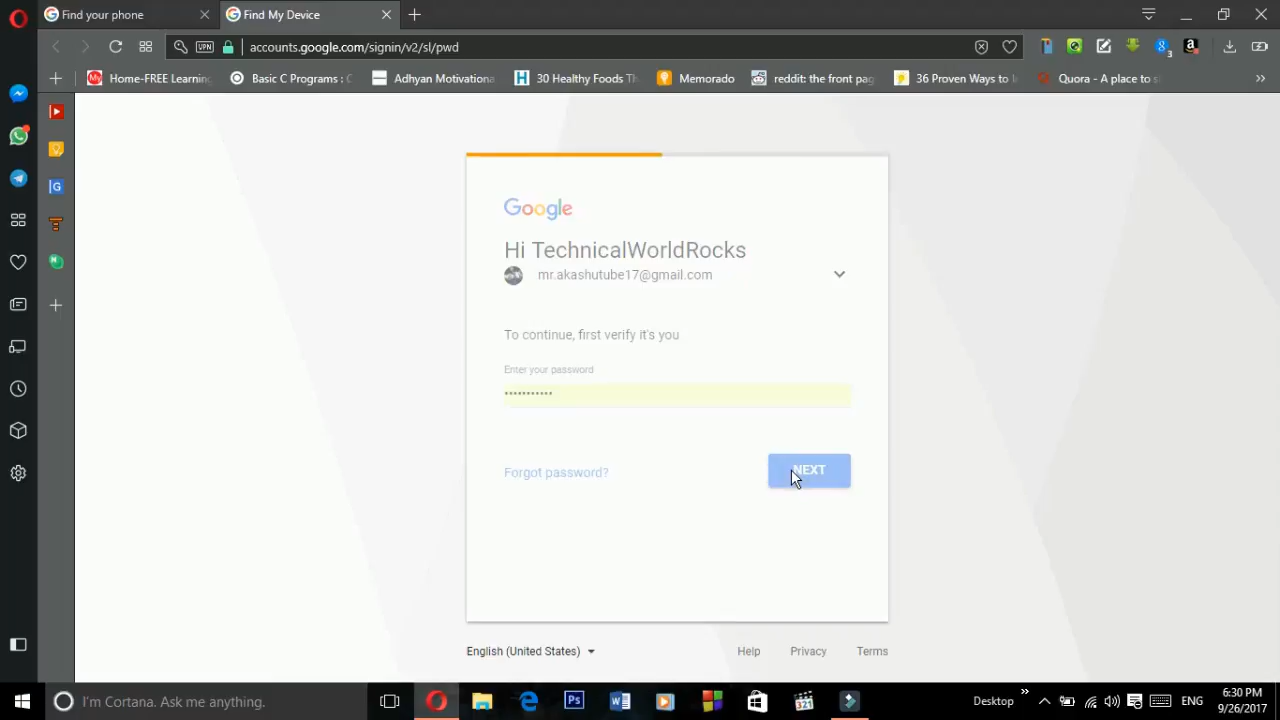 Find your phone
Find My Device
VPN
accounts.google.com/signin/v2/sl/pwd
3
Home-FREE Learning
Basic C Programs : C
Adhyan Motivationa
30 Healthy Foods Th
Memorado
reddit: the front pag
36 Proven Ways to
Quora - A place to
Google
Hi TechnicalWorldRocks
mr.akashutube17@gmail.com
To continue, first verify it's you
Enter your password
•••••••••••
Forgot password?
NEXT
English (United States)
Help
Privacy
Terms
I'm Cortana. Ask me anything.
Desktop
ENG
6:30 PM
9/26/2017